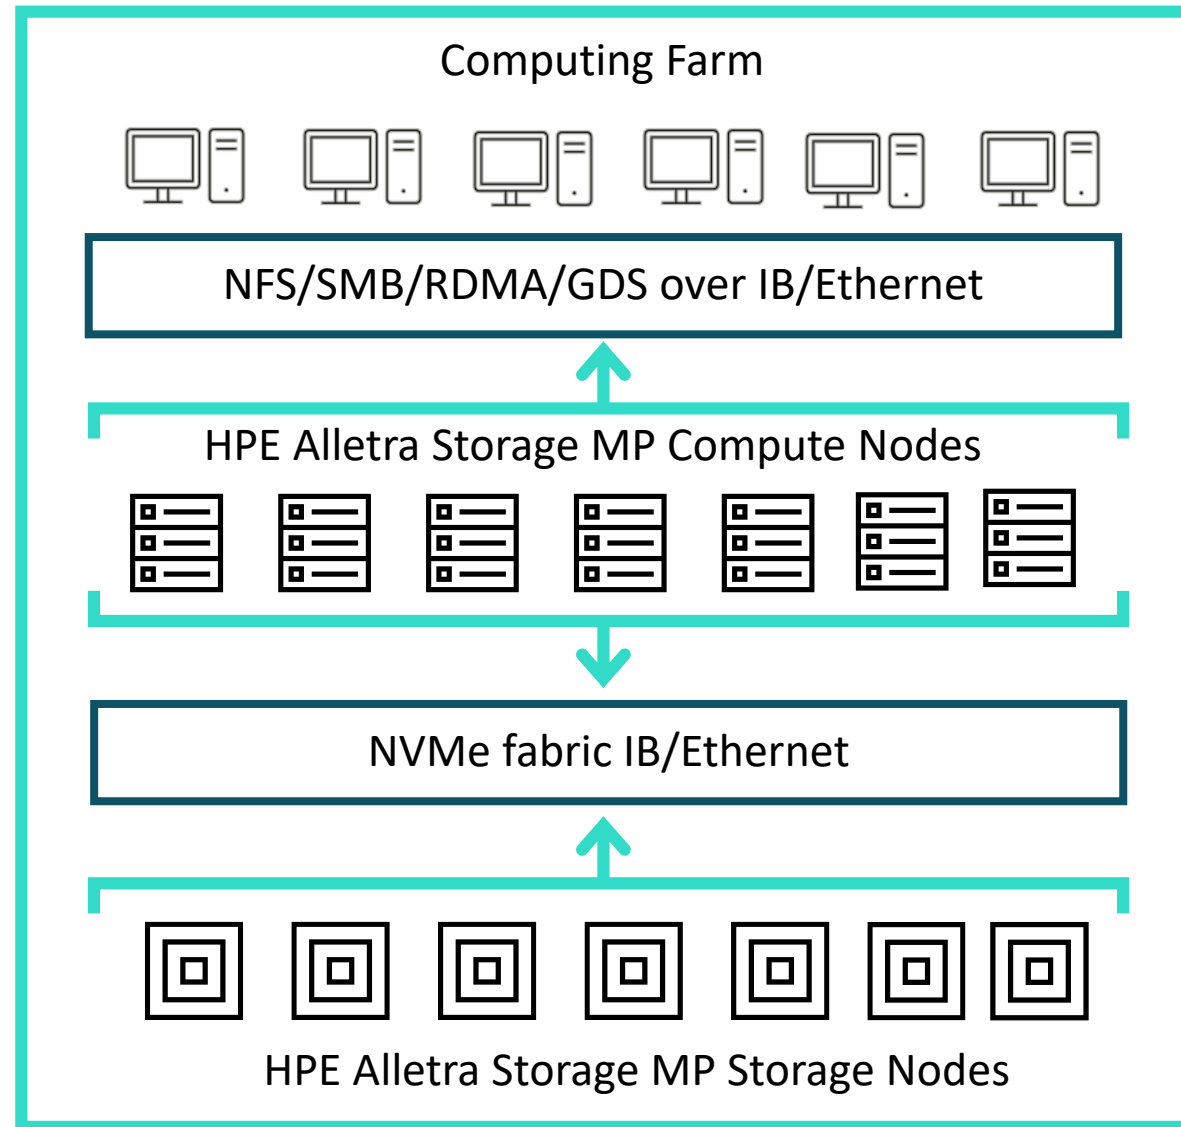 Computing Farm
NFS/SMB/RDMA/GDS over IB/Ethernet
HPE Alletra Storage MP Compute Nodes
NVMe fabric IB/Ethernet
HPE Alletra Storage MP Storage Nodes